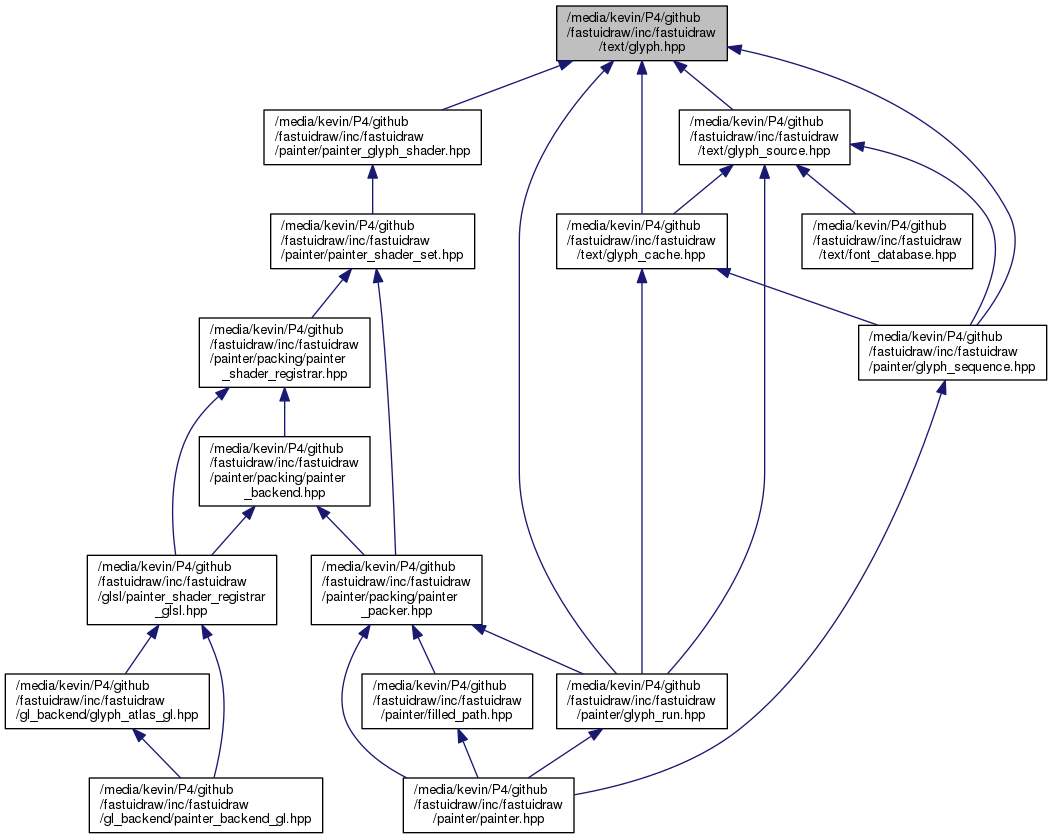 /media/kevin/P4/github
/fastuidraw/inc/fastuidraw
/text/glyph.hpp
/media/kevin/P4/github
/fastuidraw/inc/fastuidraw
/painter/painter_glyph_shader.hpp
/media/kevin/P4/github
/fastuidraw/inc/fastuidraw
/text/glyph_source.hpp
/media/kevin/P4/github
/fastuidraw/inc/fastuidraw
/painter/painter_shader_set.hpp
/media/kevin/P4/github
/fastuidraw/inc/fastuidraw
/text/glyph_cache.hpp
/media/kevin/P4/github
/fastuidraw/inc/fastuidraw
/text/font_database.hpp
/media/kevin/P4/github
/fastuidraw/inc/fastuidraw
/painter/packing/painter
_shader_registrar.hpp
/media/kevin/P4/github
/fastuidraw/inc/fastuidraw
/painter/glyph_sequence.hpp
/media/kevin/P4/github
/fastuidraw/inc/fastuidraw
/painter/packing/painter
_backend.hpp
/media/kevin/P4/github
/fastuidraw/inc/fastuidraw
/glsl/painter_shader_registrar
_glsl.hpp
/media/kevin/P4/github
/fastuidraw/inc/fastuidraw
/painter/packing/painter
_packer.hpp
/media/kevin/P4/github
/fastuidraw/inc/fastuidraw
/gl_backend/glyph_atlas_gl.hpp
/media/kevin/P4/github
/fastuidraw/inc/fastuidraw
/painter/filled_path.hpp
/media/kevin/P4/github
/fastuidraw/inc/fastuidraw
/painter/glyph_run.hpp
/media/kevin/P4/github
/fastuidraw/inc/fastuidraw
/gl_backend/painter_backend_gl.hpp
/media/kevin/P4/github
/fastuidraw/inc/fastuidraw
/painter/painter.hpp